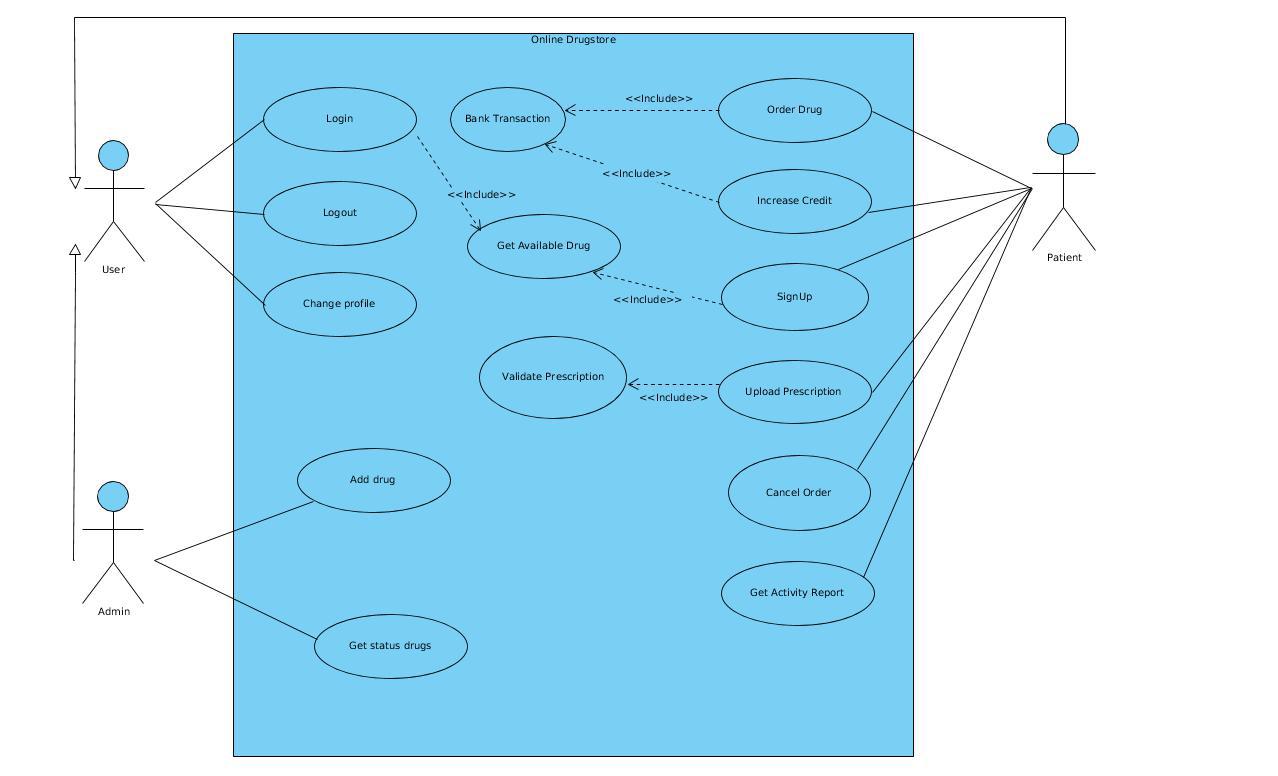 Online Drugstore
Login
Bank Transaction
<<Include>>
Order Drug
<<Include>>
<<Include>>
Increase Credit
Logout
Get Available Drug
User
Patient
Change profile
<<Include>>
SignUp
Validate Prescription
<<Include>>
Upload Prescription
Add drug
Cancel Order
Admin
Get Activity Report
Get status drugs